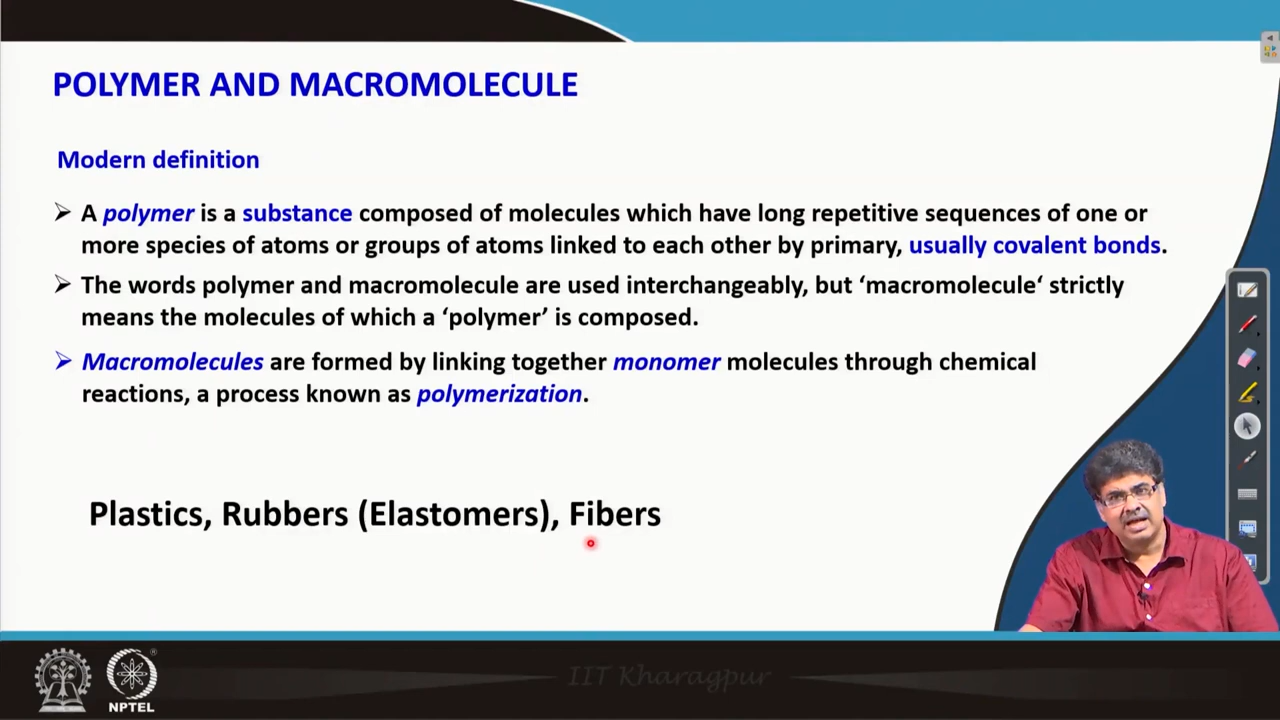 POLYMER AND MACROMOLECULE
Modern definition
➢ A polymer is a substance composed of molecules which have long repetitive sequences of one or
more species of atoms or groups of atoms linked to each other by primary, usually covalent bonds.
➢ The words polymer and macromolecule are used interchangeably, but ‘macromolecule‘ strictly
means the molecules of which a ‘polymer’ is composed.
➢ Macromolecules are formed by linking together monomer molecules through chemical
reactions, a process known as polymerization.
Plastics, Rubbers (Elastomers), Fibers
IIT Kharagpur
®
NPTEL